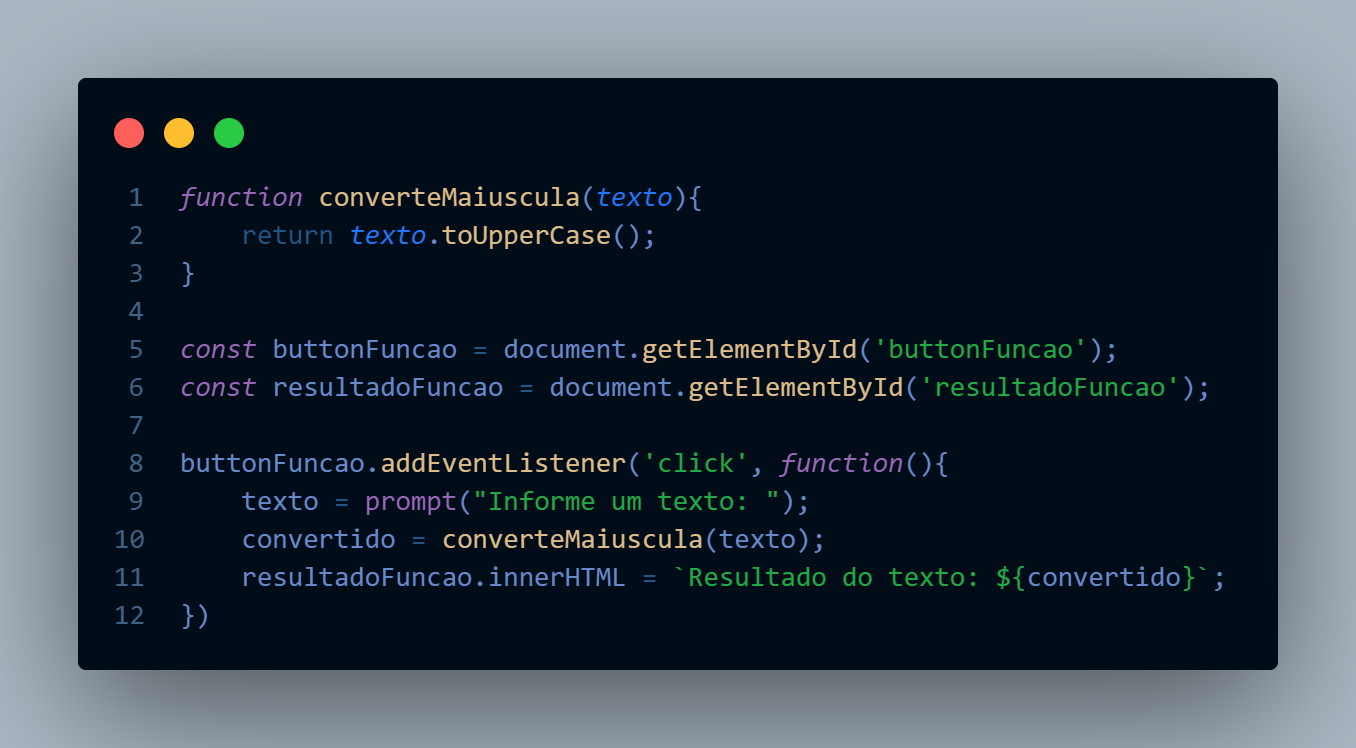 1 function converteMaiuscula(texto){
2     return texto.toUpperCase();
3 }
4
5 const buttonFuncao = document.getElementById('buttonFuncao');
6 const resultadoFuncao = document.getElementById('resultadoFuncao');
7
8 buttonFuncao.addEventListener('click', function(){
9     texto = prompt("Informe um texto: ");
10     convertido = converteMaiuscula(texto);
11     resultadoFuncao.innerHTML = `Resultado do texto: ${convertido}`;
12 })